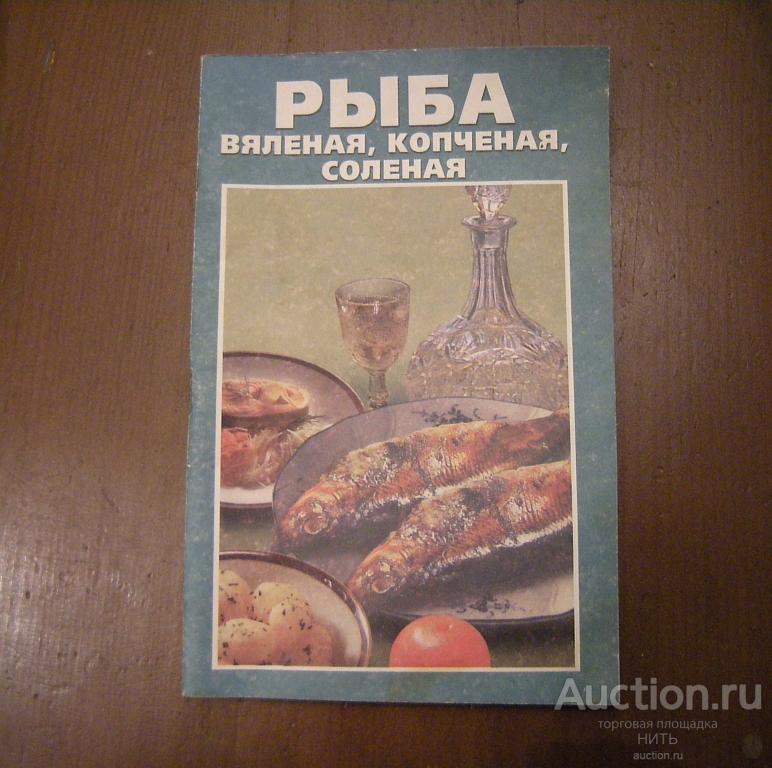 РЫБА
ВЯЛЕНАЯ, КОПЧЕНАЯ,
СОЛЕНАЯ
Auction.ru
торговая площадка
НИТЬ
auction.ru